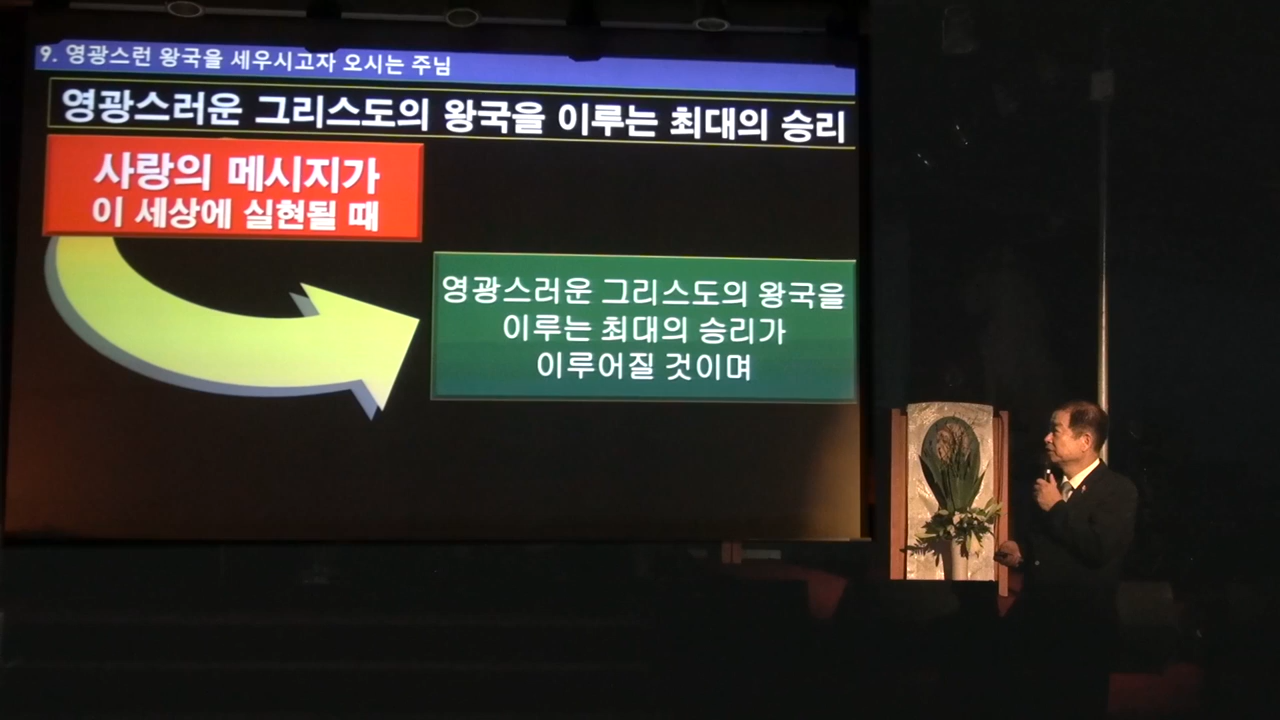 9. 영광스런 왕국을 세우시고자 오시는 주님
영광스러운 그리스도의 왕국을 이루는 최대의 승리
사랑의 메시지가
이 세상에 실현될 때
영광스러운 그리스도의 왕국을
이루는 최대의 승리가
이루어질 것이며